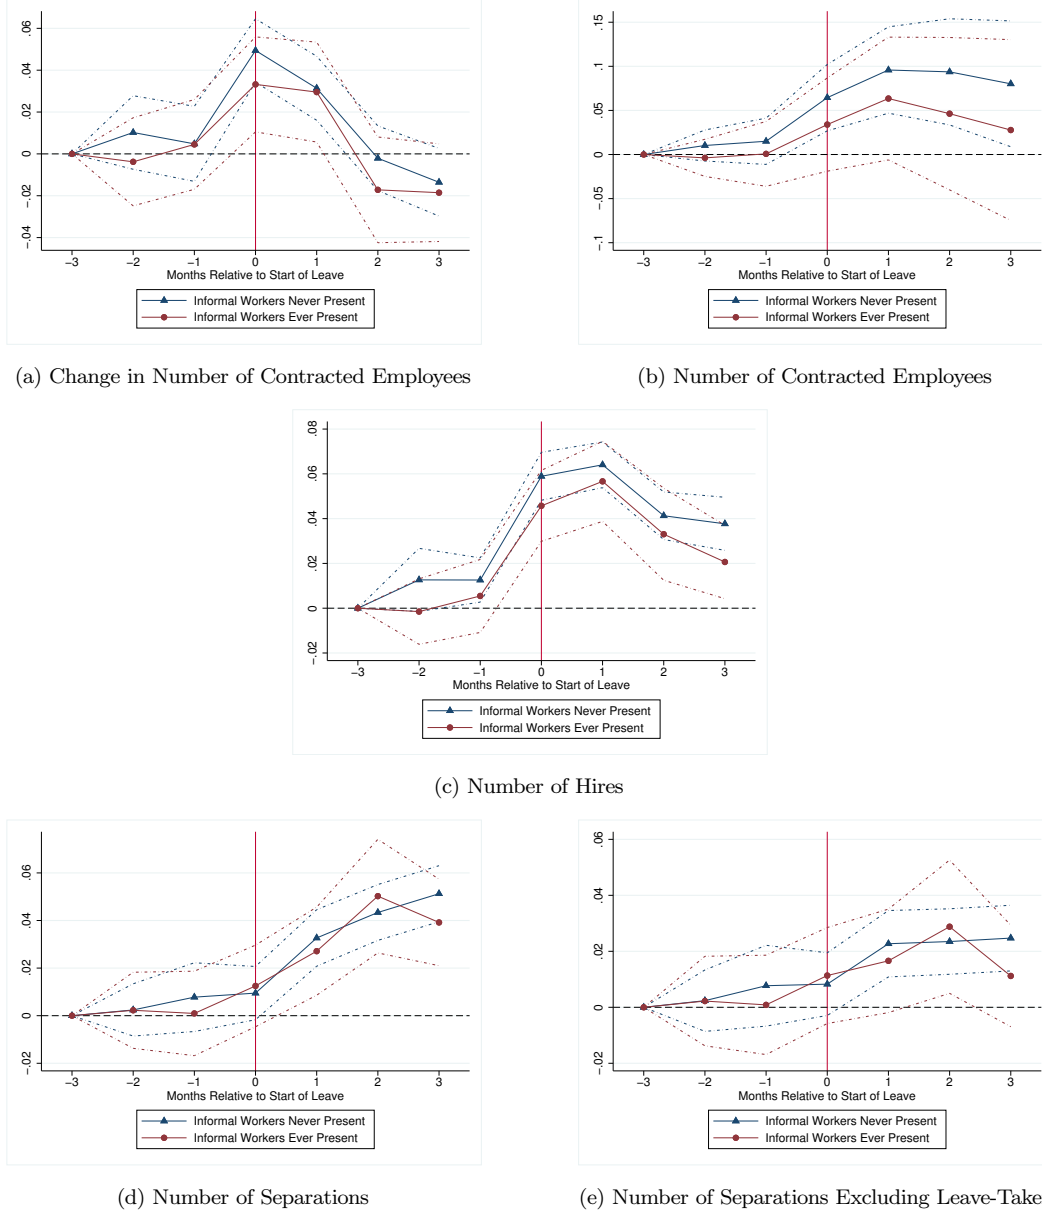 .06
.04
.02
0
-.02
-.04
-3 -2 -1 0 1 2 3
Months Relative to Start of Leave
Informal Workers Never Present
Informal Workers Ever Present
(a) Change in Number of Contracted Employees
.15
.1
.05
0
-.05
-.1
-3 -2 -1 0 1 2 3
Months Relative to Start of Leave
Informal Workers Never Present
Informal Workers Ever Present
(b) Number of Contracted Employees
.08
.06
.04
.02
0
-.02
-3 -2 -1 0 1 2 3
Months Relative to Start of Leave
Informal Workers Never Present
Informal Workers Ever Present
(c) Number of Hires
.06
.04
.02
0
-.02
-3 -2 -1 0 1 2 3
Months Relative to Start of Leave
Informal Workers Never Present
Informal Workers Ever Present
(d) Number of Separations
.06
.04
.02
0
-.02
-3 -2 -1 0 1 2 3
Months Relative to Start of Leave
Informal Workers Never Present
Informal Workers Ever Present
(e) Number of Separations Excluding Leave-Take